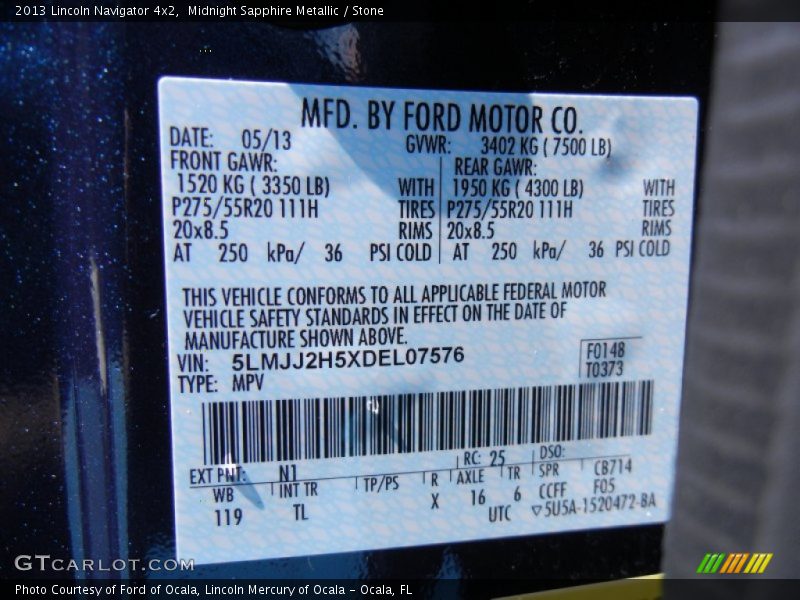 2013 Lincoln Navigator 4x2,  Midnight Sapphire Metallic / Stone
MFD. BY FORD MOTOR CO.
DATE: 05/13 GVWR: 3402 KG ( 7500 LB)
FRONT GAWR: REAR GAWR:
1520 KG ( 3350 LB) WITH 1950 KG ( 4300 LB) WITH
P275/55R20 111H TIRES P275/55R20 111H TIRES
20x8.5 RIMS 20x8.5 RIMS
AT 250 kPa/ 36 PSI COLD AT 250 kPa/ 36 PSI COLD
THIS VEHICLE CONFORMS TO ALL APPLICABLE FEDERAL MOTOR
VEHICLE SAFETY STANDARDS IN EFFECT ON THE DATE OF
MANUFACTURE SHOWN ABOVE.
VIN: 5LMJJ2H5XDEL07576 F0148
TYPE: MPV T0373
EXT PNT: N1 RC: 25 DSO:
WB INT TR TP/PS R AXLE TR SPR CB714
119 TL X 16 6 CCFF F05
UTC ▽5U5A-1520472-BA
GTCARLOT.COM
Photo Courtesy of Ford of Ocala, Lincoln Mercury of Ocala - Ocala, FL